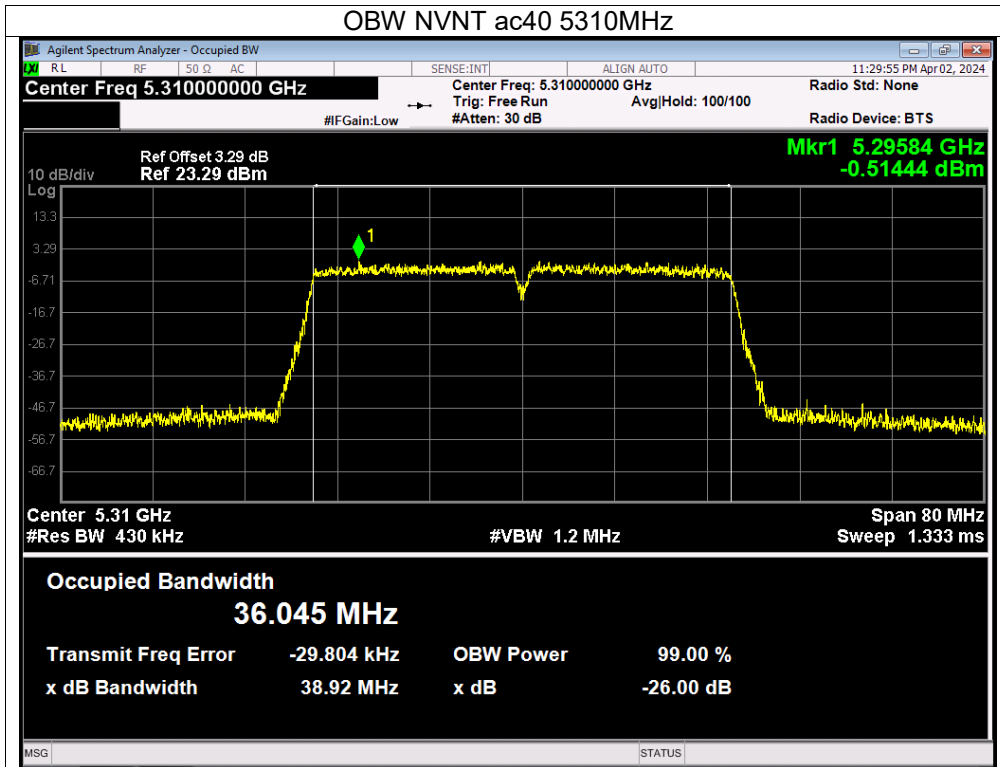 OBW NVNT ac40 5310MHz
Agilent Spectrum Analyzer - Occupied BW
LXI RL RF 50 Ω AC SENSE:INT ALIGN AUTO 11:29:55 PM Apr 02, 2024
Center Freq 5.310000000 GHz Center Freq: 5.310000000 GHz Radio Std: None
Trig: Free Run Avg|Hold: 100/100
#IFGain:Low #Atten: 30 dB Radio Device: BTS
Mkr1 5.29584 GHz
-0.51444 dBm
Ref Offset 3.29 dB
10 dB/div Ref 23.29 dBm
Log
13.3
1
3.29
-6.71
-16.7
-26.7
-36.7
-46.7
-56.7
-66.7
Center 5.31 GHz Span 80 MHz
#Res BW 430 kHz #VBW 1.2 MHz Sweep 1.333 ms
Occupied Bandwidth
36.045 MHz
Transmit Freq Error -29.804 kHz OBW Power 99.00 %
x dB Bandwidth 38.92 MHz x dB -26.00 dB
MSG STATUS